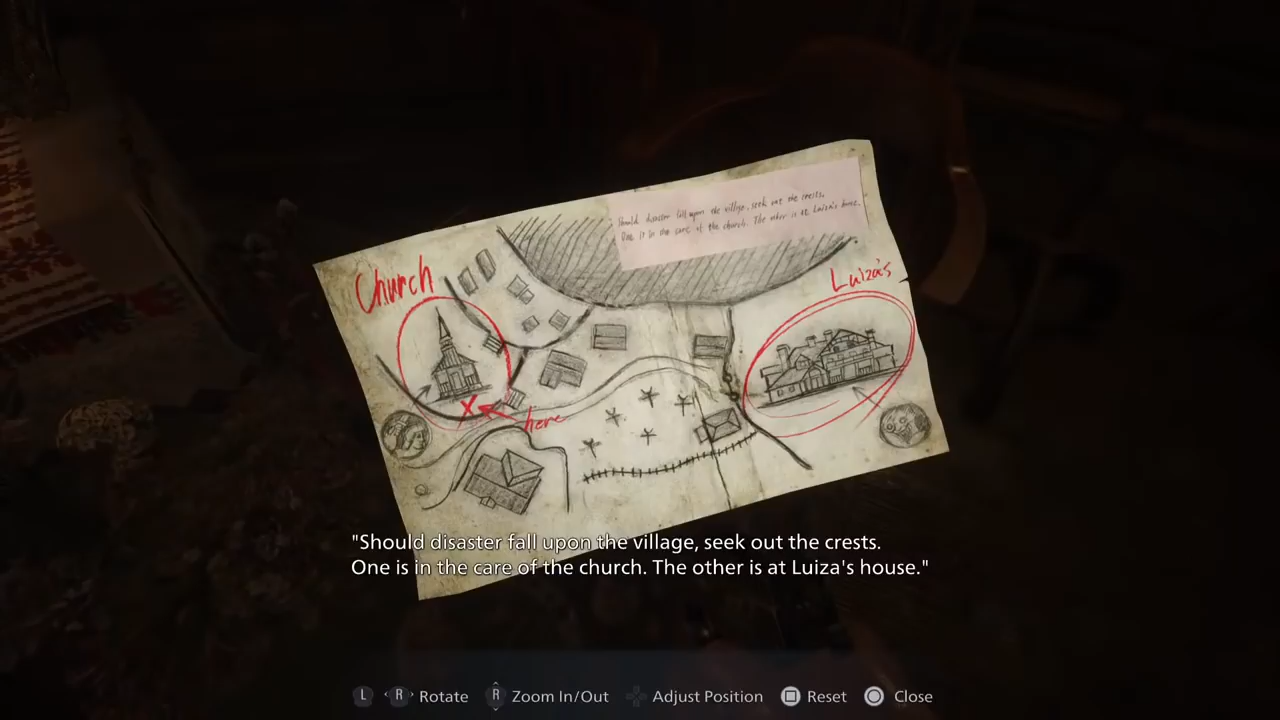 Should disaster fall upon the village, seek out the crests.
One is in the care of the church. The other is at Luiza's house.
Church
Luiza's
X
here
"Should disaster fall upon the village, seek out the crests.
One is in the care of the church. The other is at Luiza's house."
L R Rotate R Zoom In/Out Adjust Position Reset Close